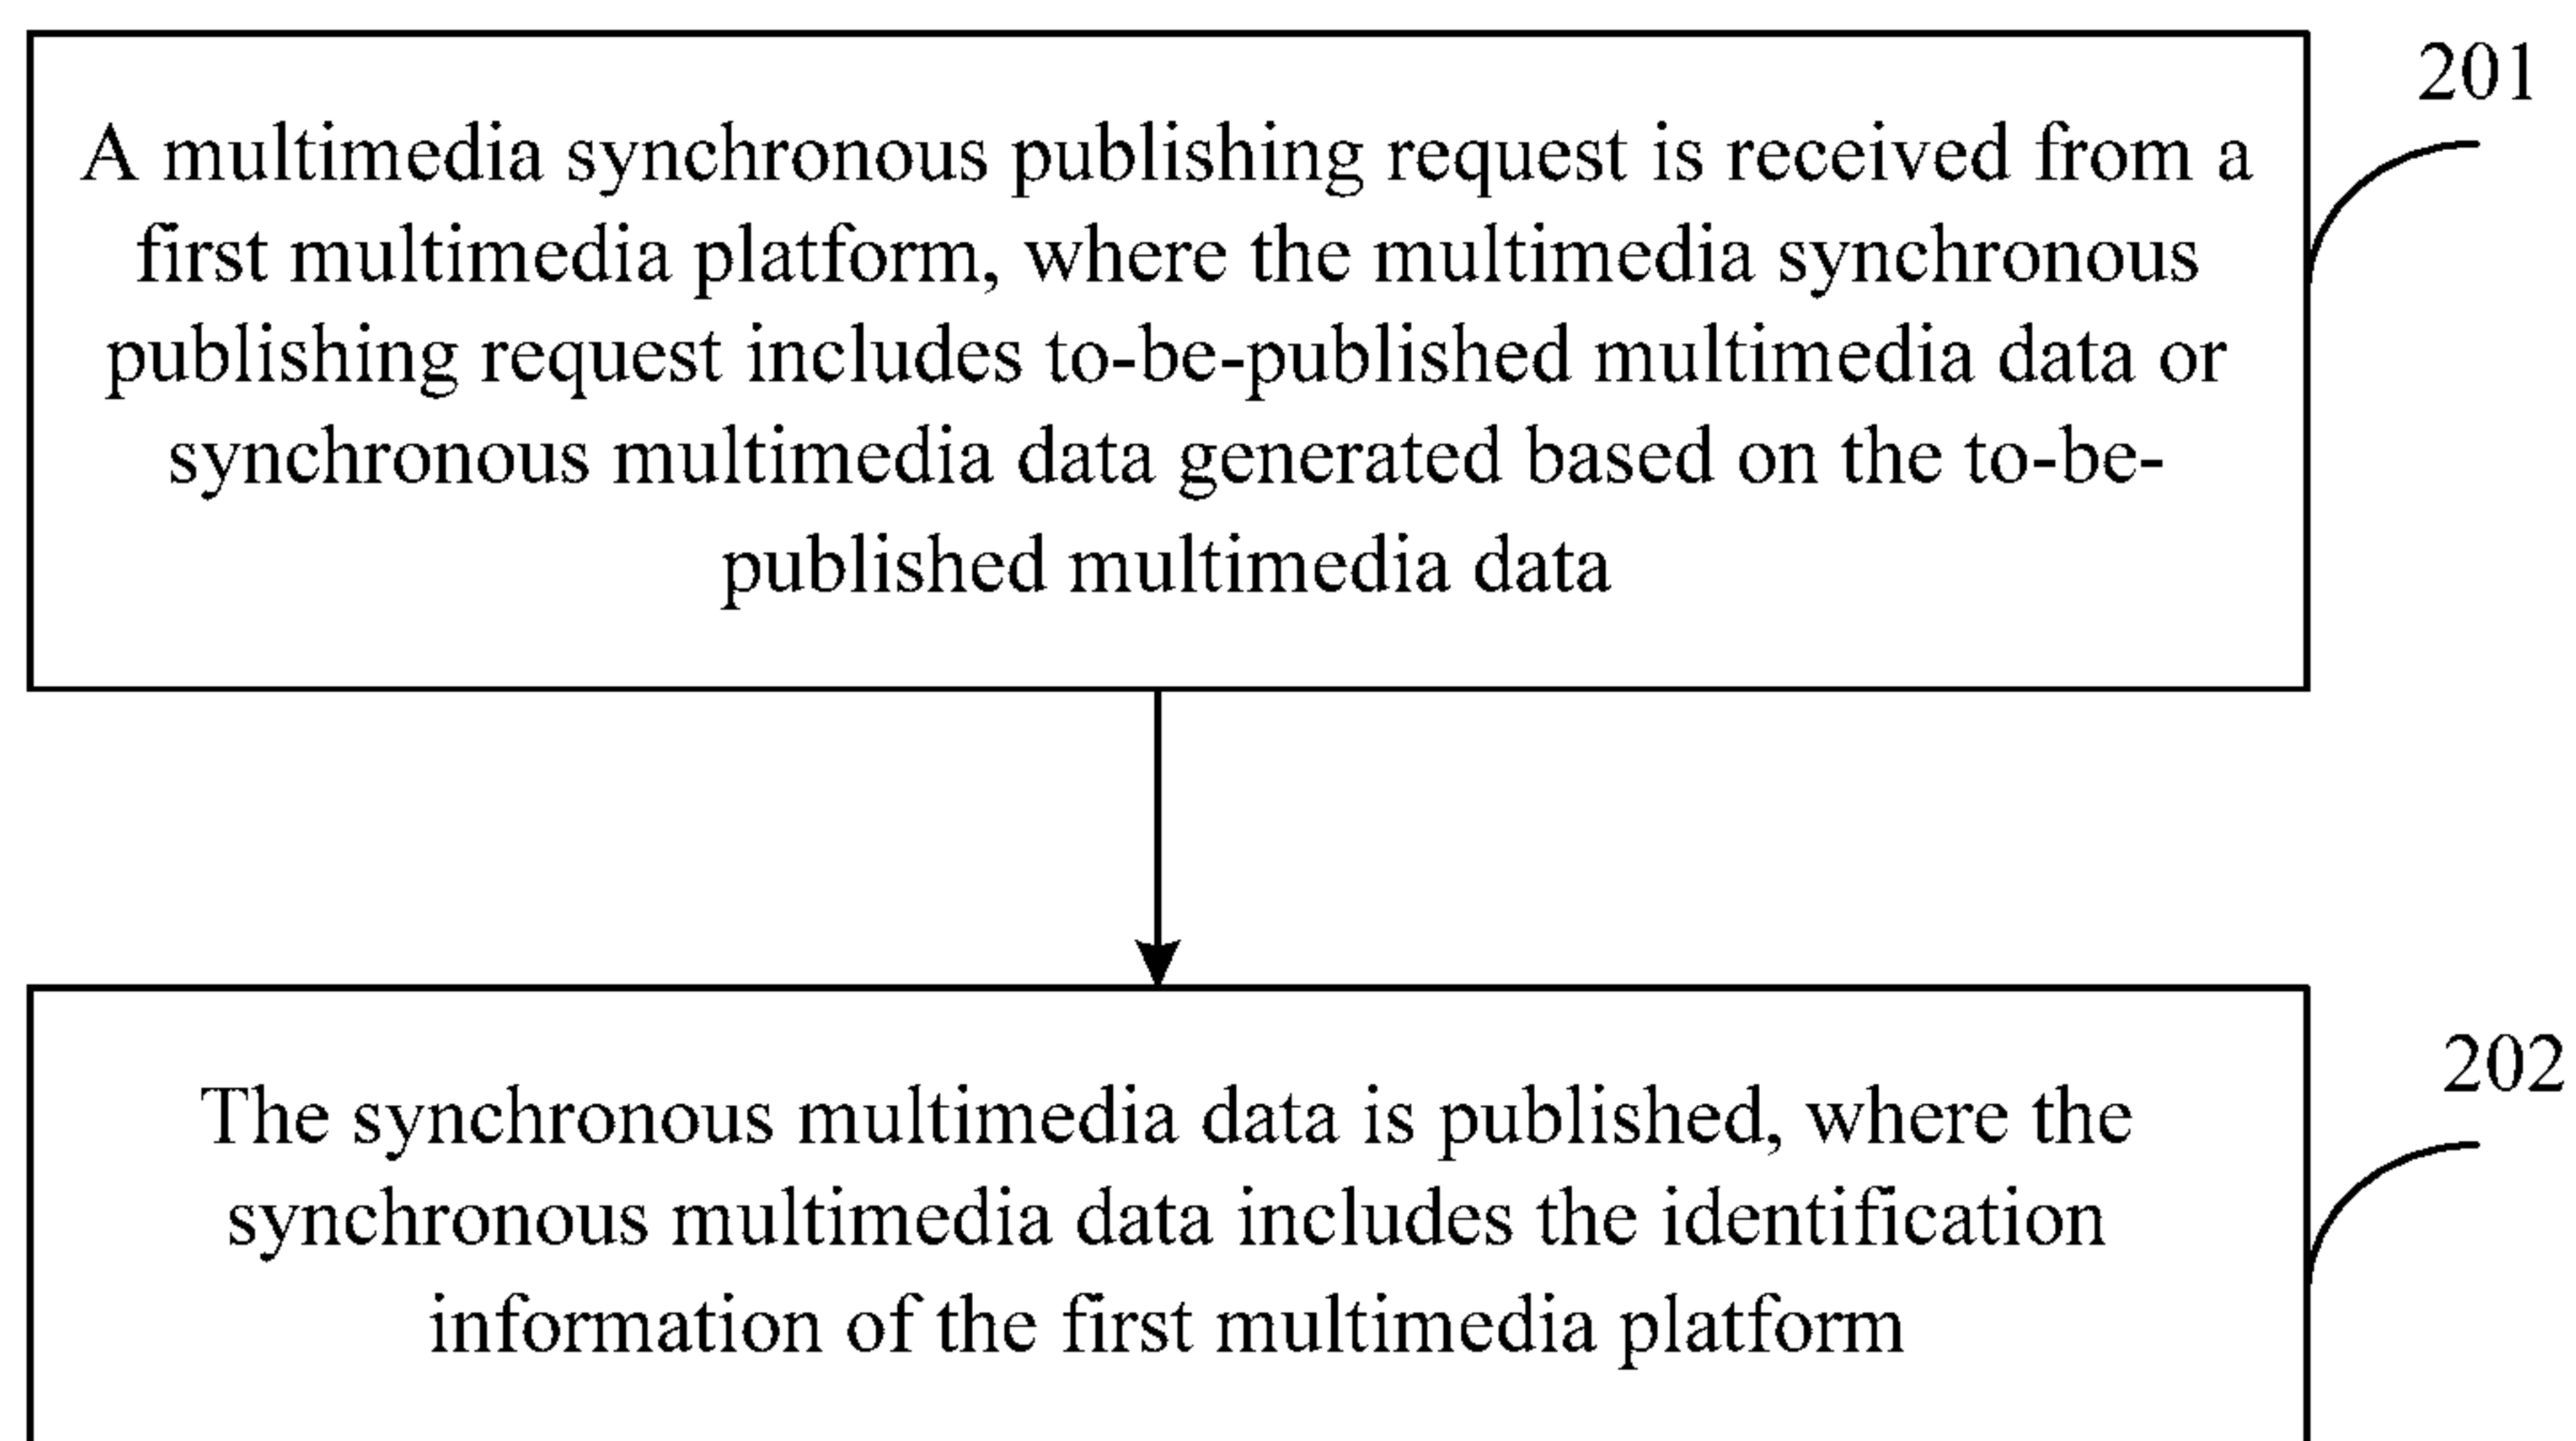 201
A multimedia synchronous publishing request is received from a
first multimedia platform, where the multimedia synchronous
publishing request includes to-be-published multimedia data or
synchronous multimedia data generated based on the to-be-
published multimedia data
202
The synchronous multimedia data is published, where the
synchronous multimedia data includes the identification
information of the first multimedia platform